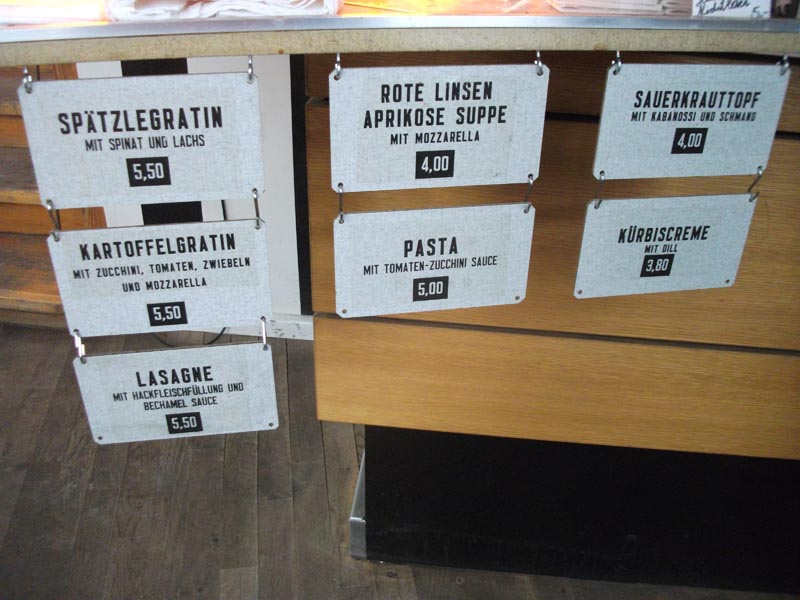 SPÄTZLEGRATIN
MIT SPINAT UND LACHS
5,50
KARTOFFELGRATIN
MIT ZUCCHINI, TOMATEN, ZWIEBELN
UND MOZZARELLA
5,50
LASAGNE
MIT HACKFLEISCHFÜLLUNG UND
BECHAMEL SAUCE
5,50
ROTE LINSEN
APRIKOSE SUPPE
MIT MOZZARELLA
4,00
PASTA
MIT TOMATEN-ZUCCHINI SAUCE
5,00
SAUERKRAUTTOPF
MIT KABANOSSI UND SCHMAND
4,00
KÜRBISCREME
MIT DILL
3,80